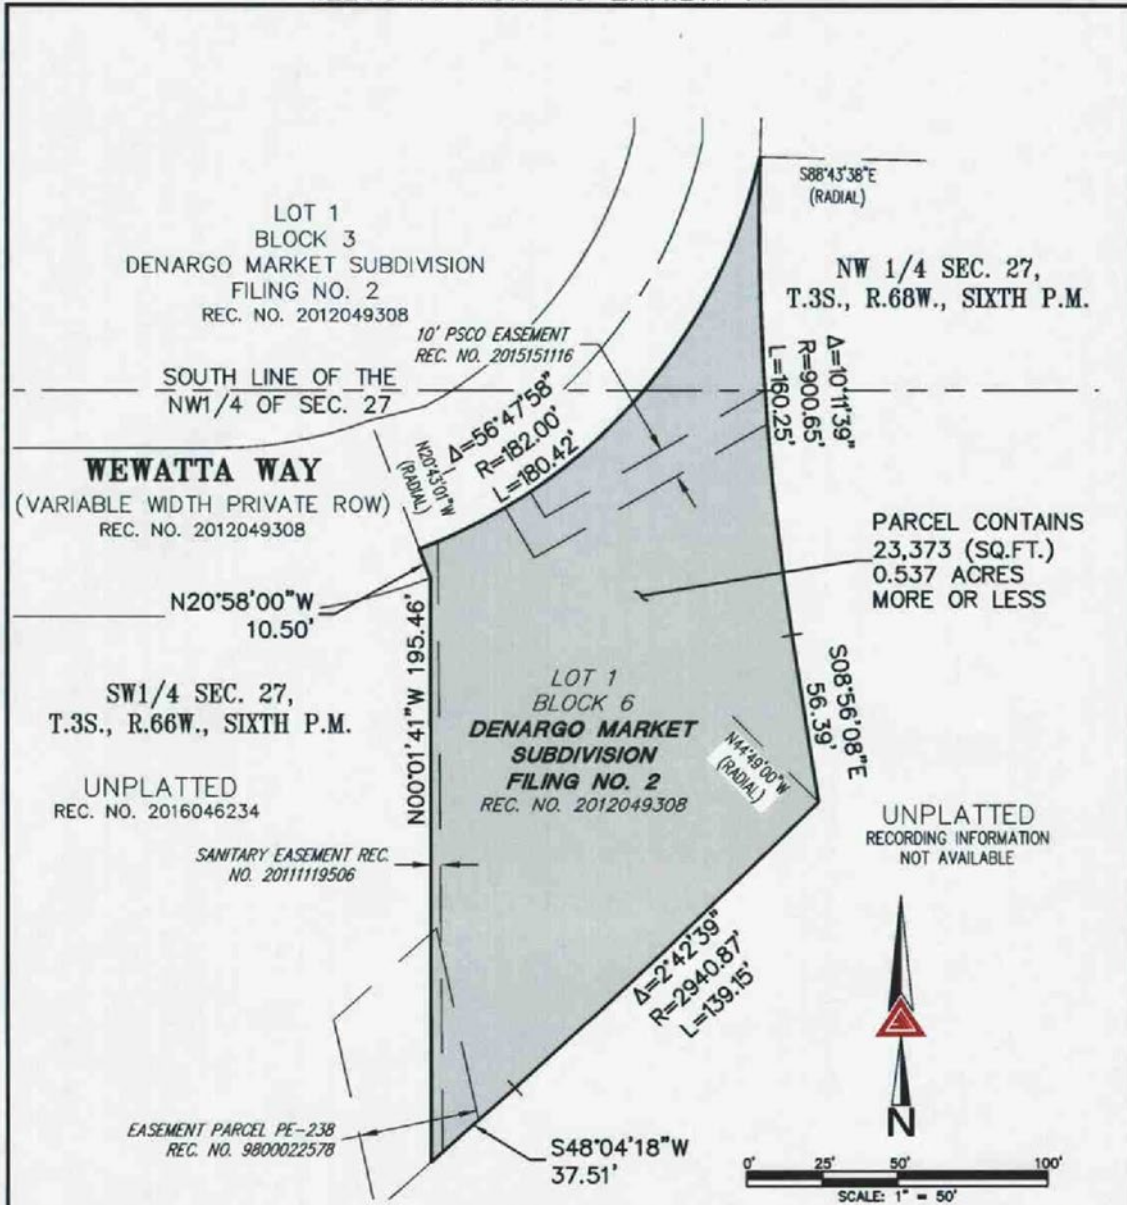 S88°43'38"E
(RADIAL)
LOT 1
BLOCK 3
DENARGO MARKET SUBDIVISION
FILING NO. 2
REC. NO. 2012049308
NW 1/4 SEC. 27,
T.3S., R.68W., SIXTH P.M.
10' PSCO EASEMENT
REC. NO. 2015151116
SOUTH LINE OF THE
NW1/4 OF SEC. 27
Δ=56°47'58"
R=182.00'
L=180.42'
Δ=10°11'39"
R=900.65'
L=160.25'
N20°43'01"W
(RADIAL)
WEWATTA WAY
(VARIABLE WIDTH PRIVATE ROW)
REC. NO. 2012049308
PARCEL CONTAINS
23,373 (SQ.FT.)
0.537 ACRES
MORE OR LESS
N20°58'00"W
10.50'
N00°01'41"W 195.46'
S08°56'08"E
56.39'
SW1/4 SEC. 27,
T.3S., R.66W., SIXTH P.M.
LOT 1
BLOCK 6
DENARGO MARKET
SUBDIVISION
FILING NO. 2
REC. NO. 2012049308
N44°49'00"W
(RADIAL)
UNPLATTED
REC. NO. 2016046234
UNPLATTED
RECORDING INFORMATION
NOT AVAILABLE
SANITARY EASEMENT REC.
NO. 20111119506
Δ=2°42'39"
R=2940.87'
L=139.15'
N
EASEMENT PARCEL PE-238
REC. NO. 9800022578
S48°04'18"W
37.51'
0' 25' 50' 100'
SCALE: 1" = 50'